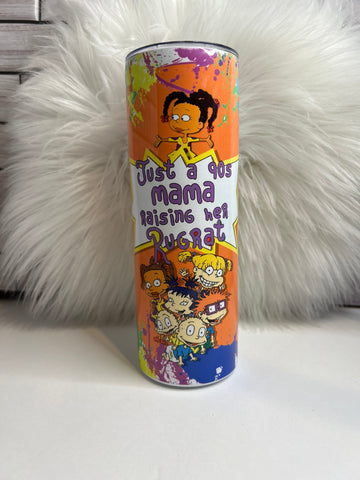 Just a 90s
mama
Raising her
Rugrat